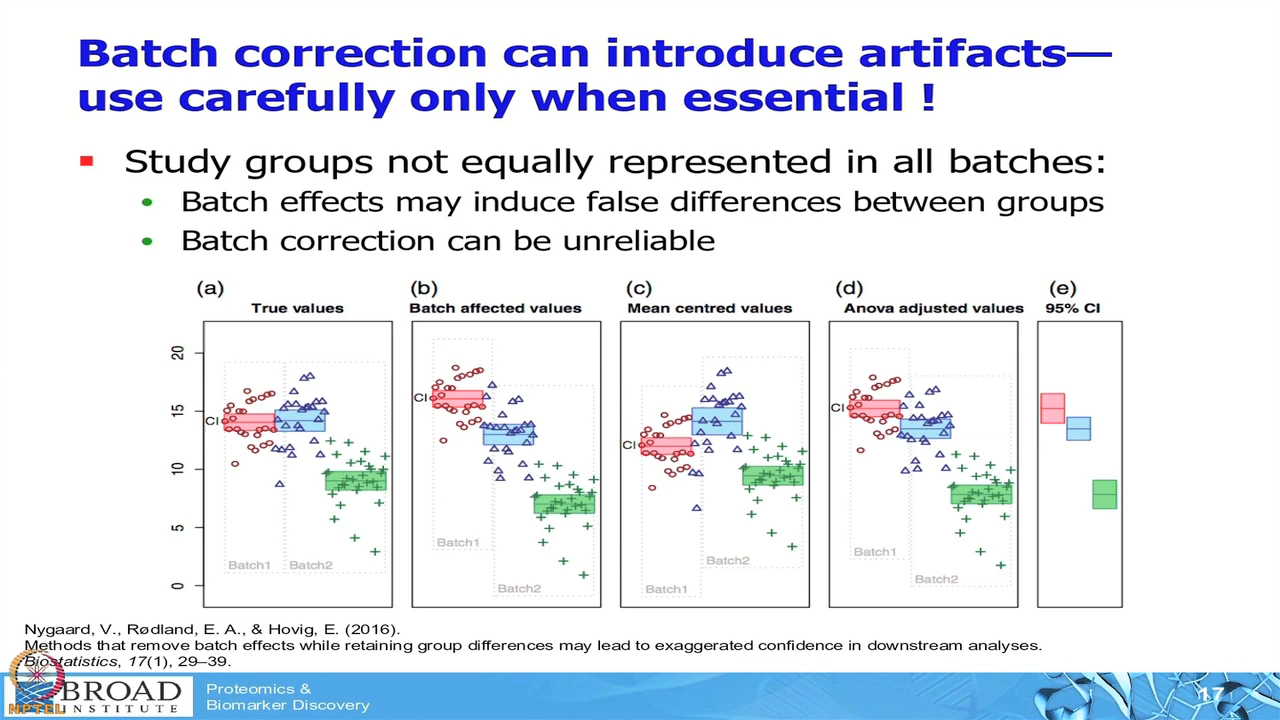 Batch correction can introduce artifacts—
use carefully only when essential !
Study groups not equally represented in all batches:
Batch effects may induce false differences between groups
Batch correction can be unreliable
(a) (b) (c) (d) (e)
True values Batch affected values Mean centred values Anova adjusted values 95% CI
20
15
10
5
0
CI CI CI CI
Batch1 Batch2
Batch1
Batch2
Batch1
Batch2
Batch1
Batch2
Nygaard, V., Rødland, E. A., & Hovig, E. (2016).
Methods that remove batch effects while retaining group differences may lead to exaggerated confidence in downstream analyses.
Biostatistics, 17(1), 29–39.
BROAD
INSTITUTE
NPTEL
Proteomics &
Biomarker Discovery
17